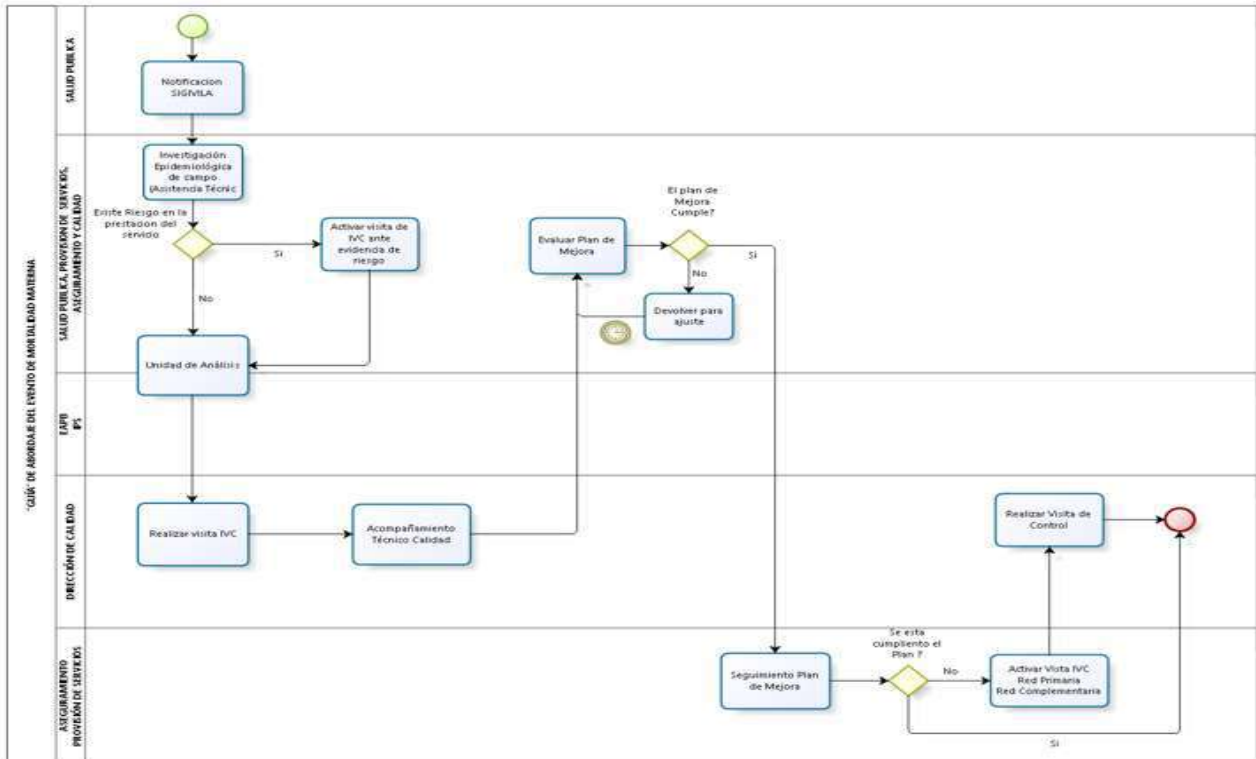 "GUÍA" DE ABORDAJE DEL EVENTO DE MORTALIDAD MATERNA
SALUD PUBLICA
Notificacion
SIGIVILA
SALUD PUBLICA, PROVISION DE SERVICIOS,
ASEGURAMIENTO Y CALIDAD
Investigación
Epidemiológica
de campo
(Asistencia Técnic
Existe Riesgo en la
prestacion del
servicio
Si
No
Activar visita de
IVC ante
evidencia de
riesgo
Unidad de Análisis
Evaluar Plan de
Mejora
El plan de
Mejora
Cumple?
Si
No
Devolver para
ajuste
EAPB
IPS
DIRECCIÓN DE CALIDAD
Realizar visita IVC
Acompañamiento
Técnico Calidad
Realizar Visita de
Control
ASEGURAMIENTO
PROVISIÓN DE SERVICIOS
Seguimiento Plan
de Mejora
Se esta
cumpliento el
Plan ?
No
Activar Vista IVC
Red Primaria
Red Complementaria
Si